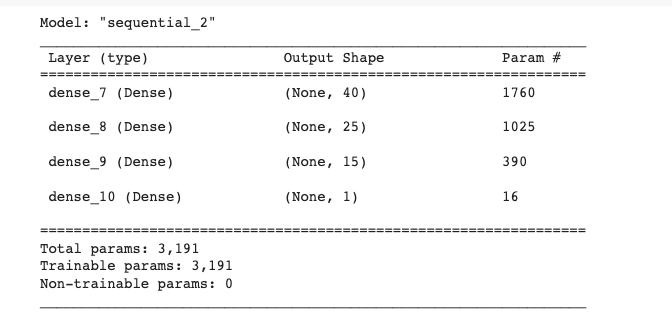 Model: "sequential_2"
Layer (type) Output Shape Param #
dense_7 (Dense) (None, 40) 1760
dense_8 (Dense) (None, 25) 1025
dense_9 (Dense) (None, 15) 390
dense_10 (Dense) (None, 1) 16
Total params: 3,191
Trainable params: 3,191
Non-trainable params: 0